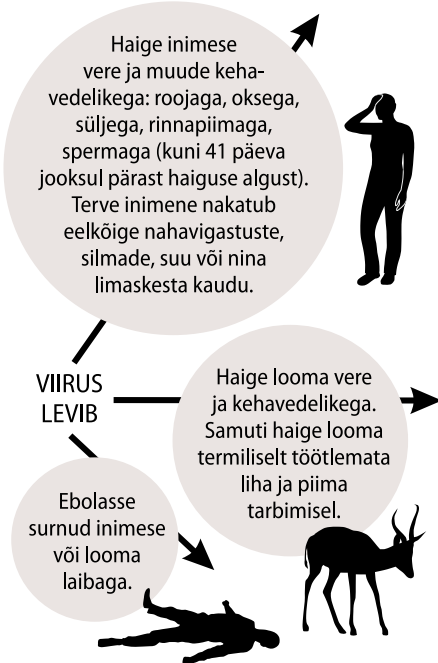 Haige inimese
vere ja muude keha-
vedelikega: roojaga, oksega,
süljega, rinnapiimaga,
spermaga (kuni 41 päeva
jooksul pärast haiguse algust).
Terve inimene nakatub
eelkõige nahavigastuste,
silmade, suu või nina
limaskesta kaudu.
VIIRUS
LEVIB
Haige looma vere
ja kehavedelikega.
Samuti haige looma
termiliselt töötlemata
liha ja piima
tarbimisel.
Ebolasse
surnud inimese
või looma
laibaga.